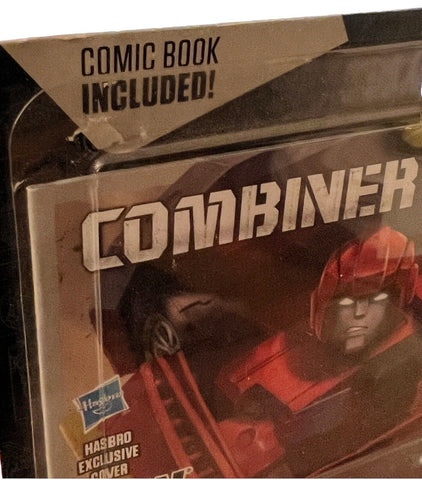 COMIC BOOK
INCLUDED!
COMBINER
Hasbro
HASBRO
EXCLUSIVE
COVER